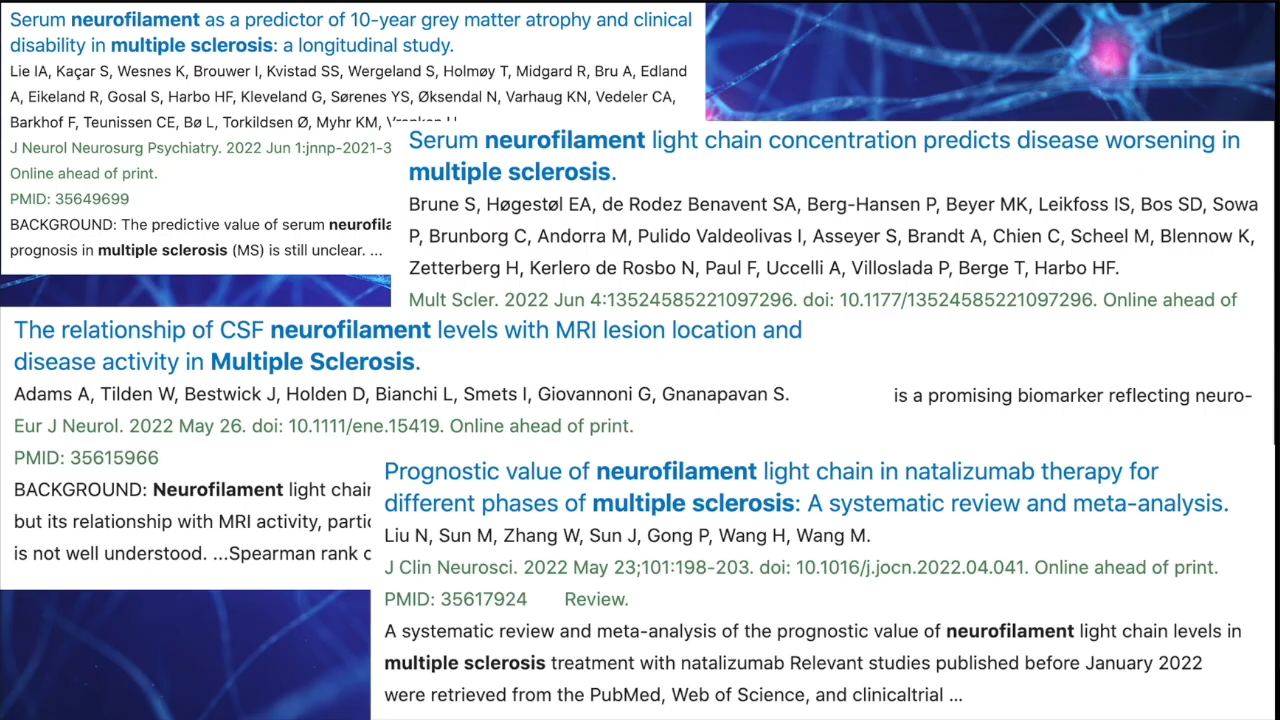 Serum neurofilament as a predictor of 10-year grey matter atrophy and clinical
disability in multiple sclerosis: a longitudinal study.
Lie IA, Kaçar S, Wesnes K, Brouwer I, Kvistad SS, Wergeland S, Holmøy T, Midgard R, Bru A, Edland
A, Eikeland R, Gosal S, Harbo HF, Kleveland G, Sørenes YS, Øksendal N, Varhaug KN, Vedeler CA,
Barkhof F, Teunissen CE, Bø L, Torkildsen Ø, Myhr KM,
J Neurol Neurosurg Psychiatry. 2022 Jun 1:jnnp-2021-3
Online ahead of print.
PMID: 35649699
BACKGROUND: The predictive value of serum neurofila
prognosis in multiple sclerosis (MS) is still unclear. ...
Serum neurofilament light chain concentration predicts disease worsening in
multiple sclerosis.
Brune S, Høgestøl EA, de Rodez Benavent SA, Berg-Hansen P, Beyer MK, Leikfoss IS, Bos SD, Sowa
P, Brunborg C, Andorra M, Pulido Valdeolivas I, Asseyer S, Brandt A, Chien C, Scheel M, Blennow K,
Zetterberg H, Kerlero de Rosbo N, Paul F, Uccelli A, Villoslada P, Berge T, Harbo HF.
Mult Scler. 2022 Jun 4:13524585221097296. doi: 10.1177/13524585221097296. Online ahead of
is a promising biomarker reflecting neuro-
The relationship of CSF neurofilament levels with MRI lesion location and
disease activity in Multiple Sclerosis.
Adams A, Tilden W, Bestwick J, Holden D, Bianchi L, Smets I, Giovannoni G, Gnanapavan S.
Eur J Neurol. 2022 May 26. doi: 10.1111/ene.15419. Online ahead of print.
PMID: 35615966
BACKGROUND: Neurofilament light chain
but its relationship with MRI activity, partic
is not well understood. ...Spearman rank c
Prognostic value of neurofilament light chain in natalizumab therapy for
different phases of multiple sclerosis: A systematic review and meta-analysis.
Liu N, Sun M, Zhang W, Sun J, Gong P, Wang H, Wang M.
J Clin Neurosci. 2022 May 23;101:198-203. doi: 10.1016/j.jocn.2022.04.041. Online ahead of print.
PMID: 35617924 Review.
A systematic review and meta-analysis of the prognostic value of neurofilament light chain levels in
multiple sclerosis treatment with natalizumab Relevant studies published before January 2022
were retrieved from the PubMed, Web of Science, and clinicaltrial ...